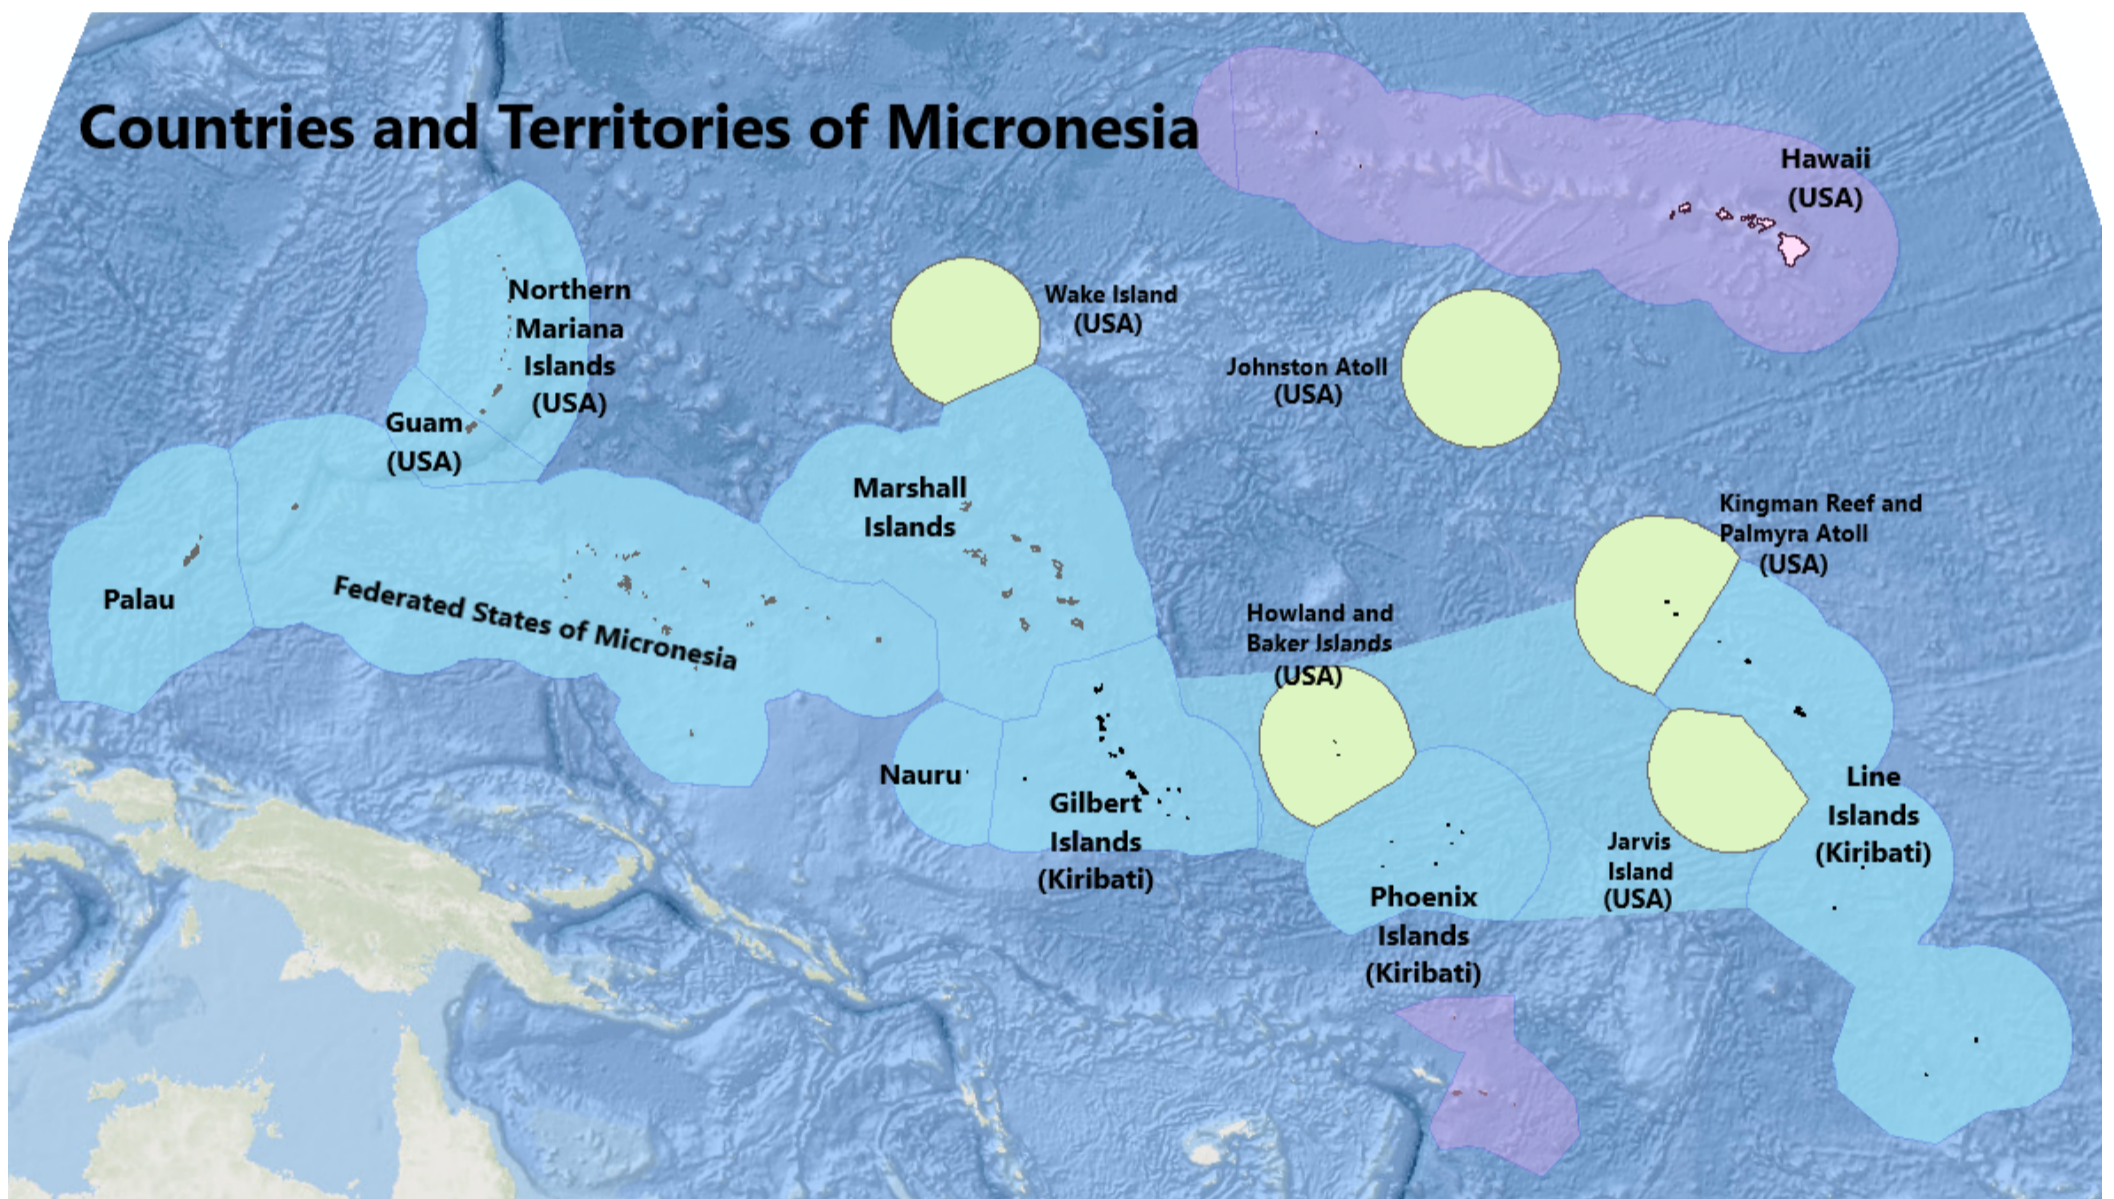 Countries and Territories of Micronesia
Hawaii
(USA)
Northern
Mariana
Islands
(USA)
Wake Island
(USA)
Johnston Atoll
(USA)
Guam
(USA)
Marshall
Islands
Kingman Reef and
Palmyra Atoll
(USA)
Palau
Federated States of Micronesia
Howland and
Baker Islands
(USA)
Nauru
Gilbert
Islands
(Kiribati)
Line
Islands
(Kiribati)
Jarvis
Island
(USA)
Phoenix
Islands
(Kiribati)